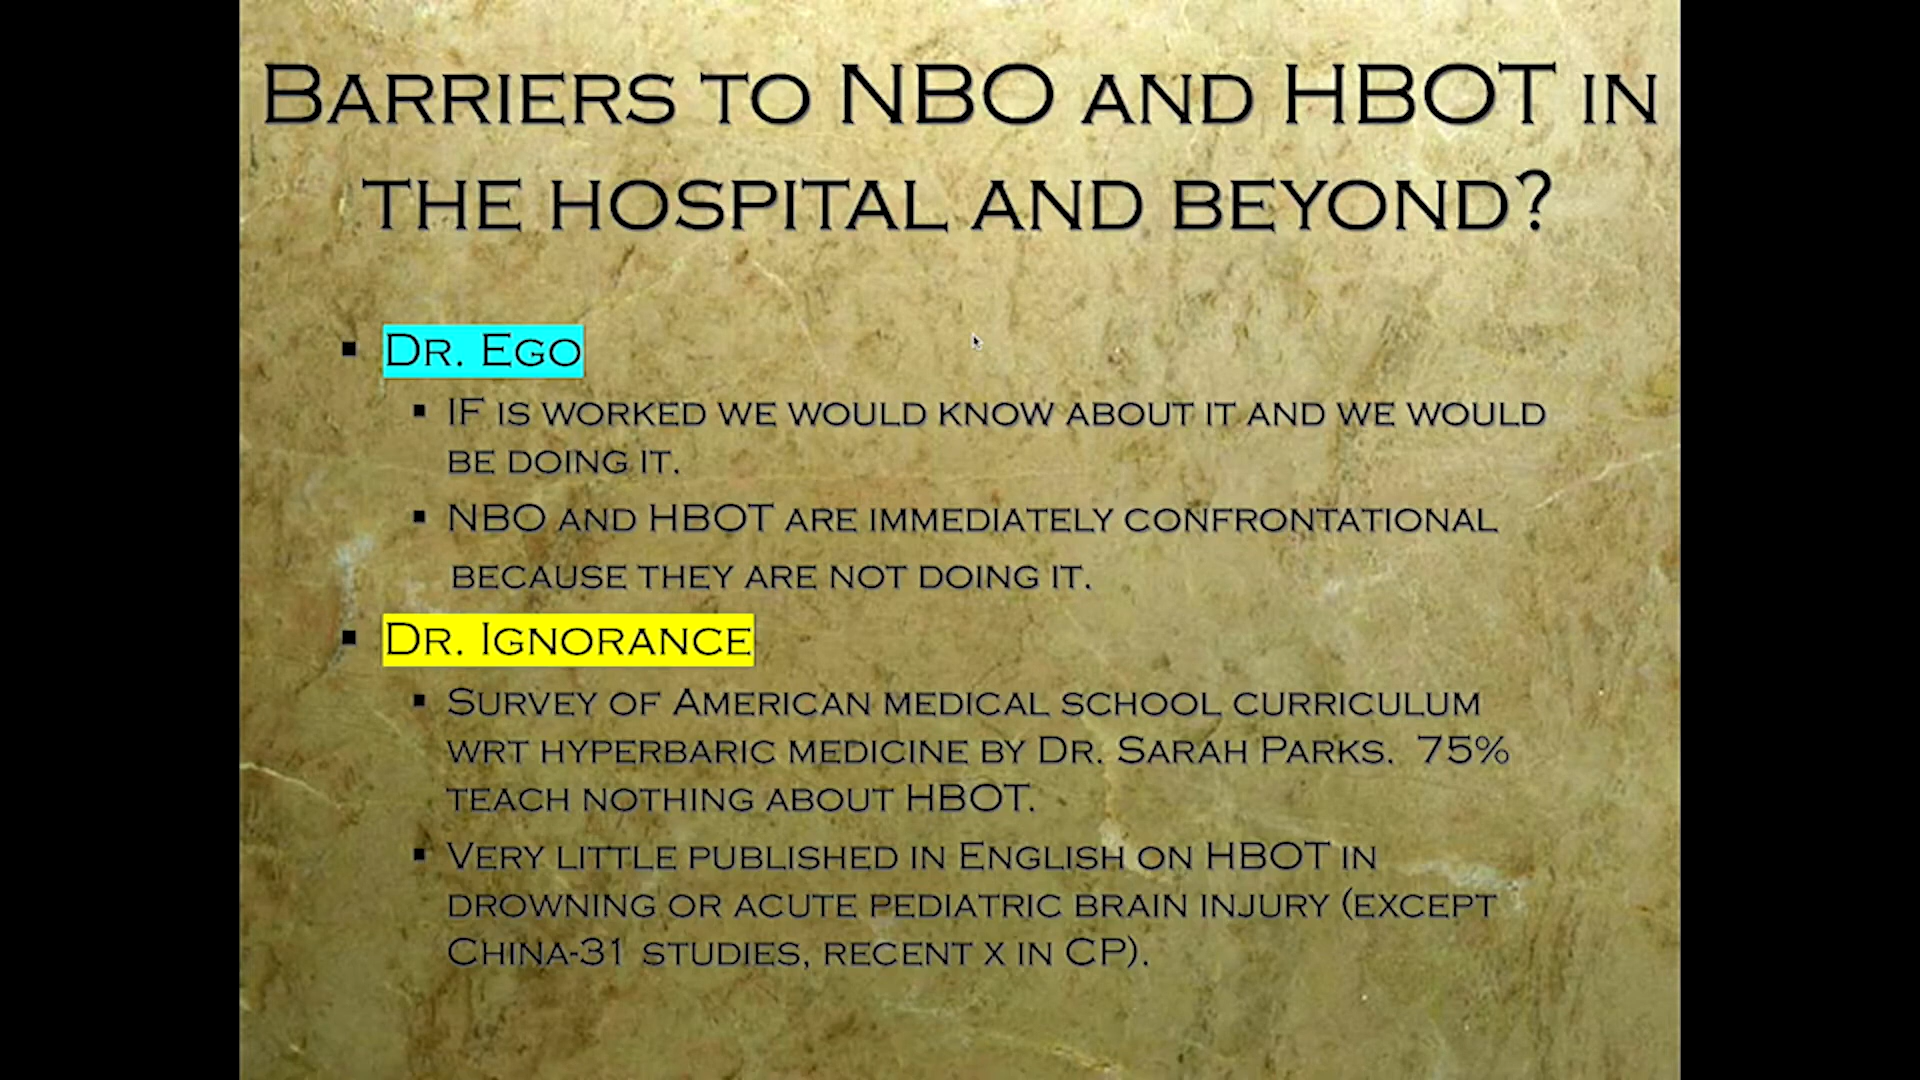 Barriers to NBO and HBOT in
the hospital and beyond?
Dr. Ego
If is worked we would know about it and we would
be doing it.
NBO and HBOT are immediately confrontational
because they are not doing it.
Dr. Ignorance
Survey of American medical school curriculum
wrt hyperbaric medicine by Dr. Sarah Parks. 75%
teach nothing about HBOT.
Very little published in English on HBOT in
drowning or acute pediatric brain injury (except
China-31 studies, recent x in CP).